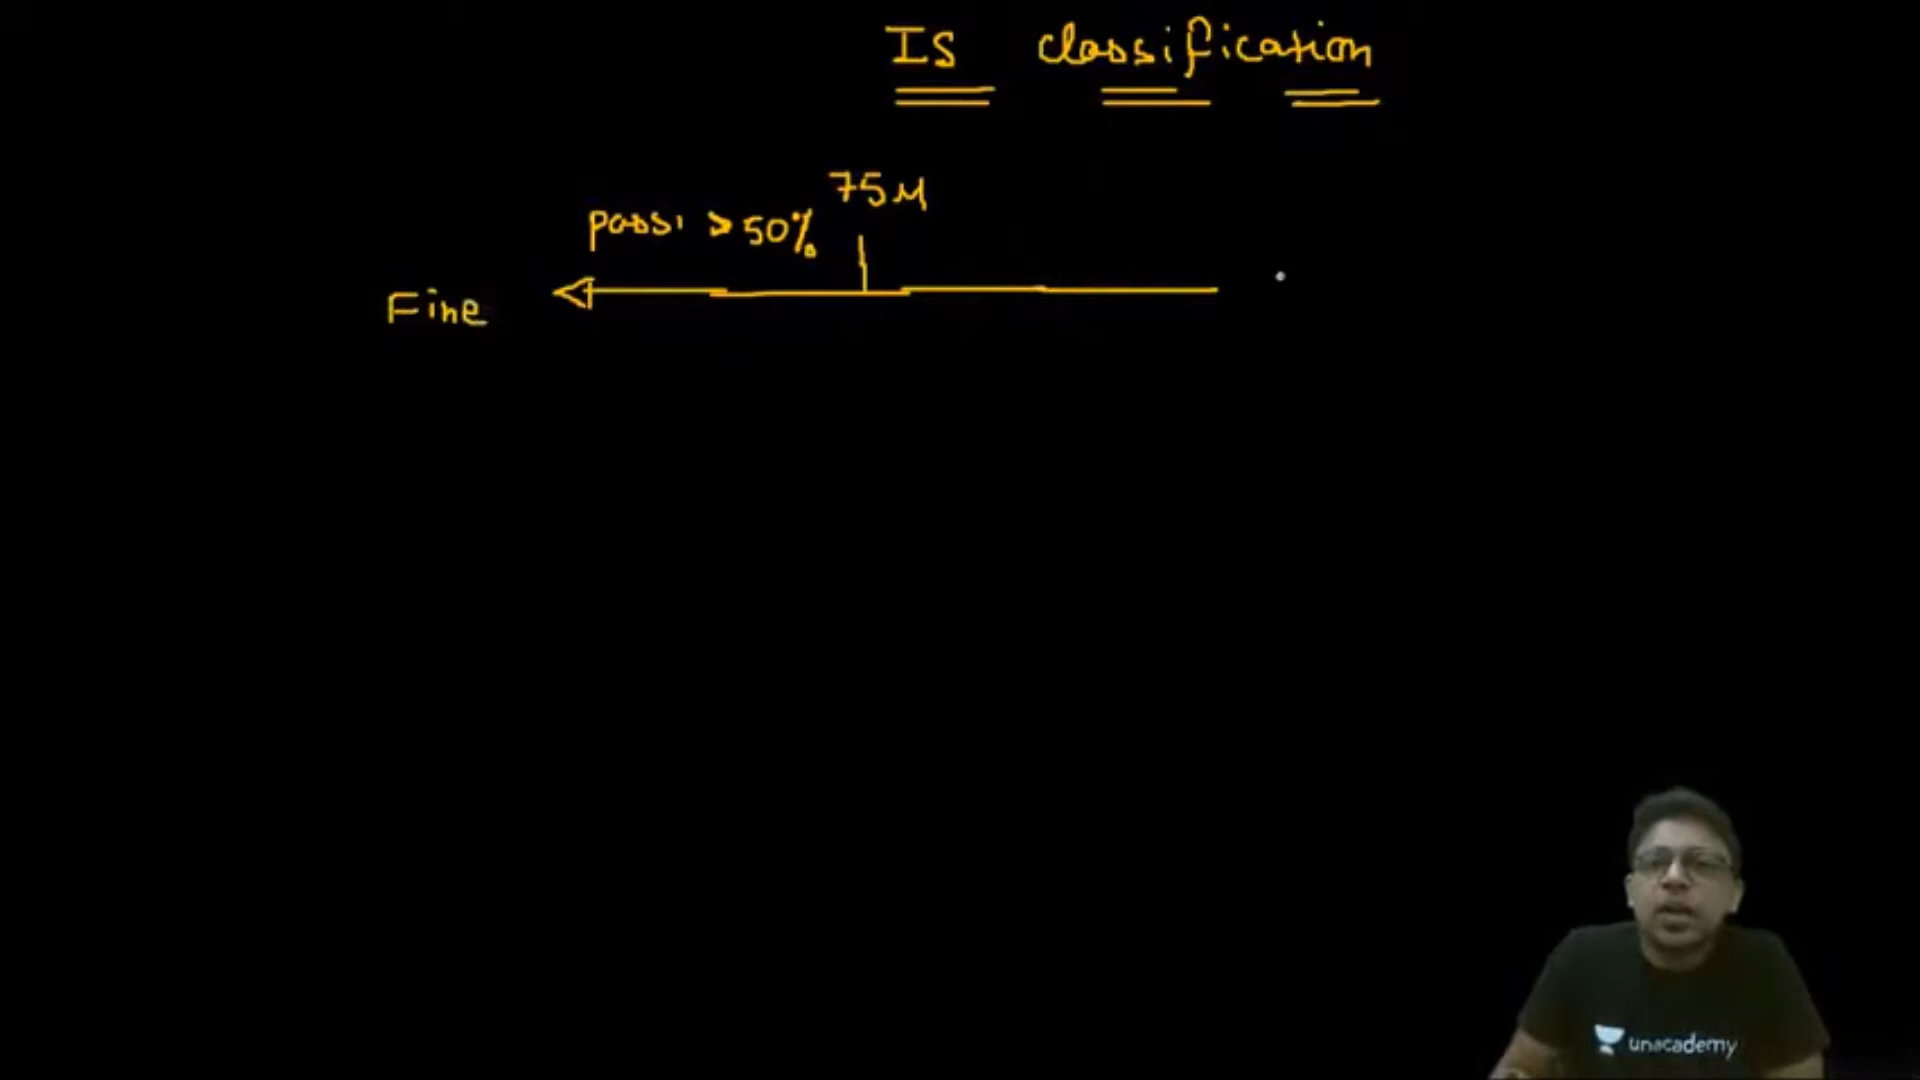 IS classification
75μ
passi > 50%
Fine
unacademy